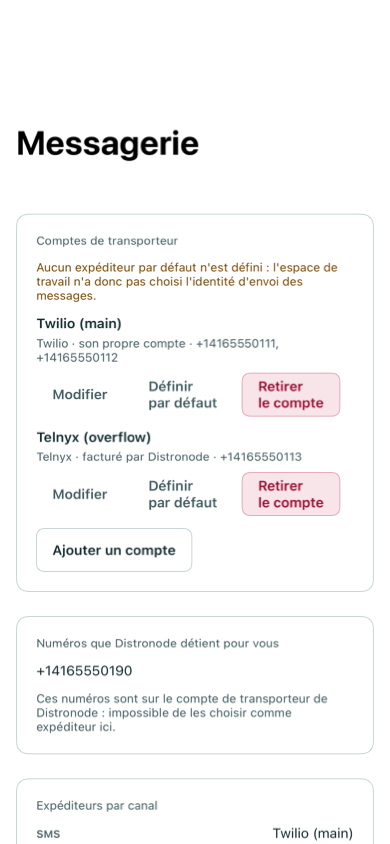 Messagerie
Comptes de transporteur
Aucun expéditeur par défaut n'est défini : l'espace de
travail n'a donc pas choisi l'identité d'envoi des
messages.
Twilio (main)
Twilio · son propre compte · +14165550111,
+14165550112
Modifier
Définir
par défaut
Retirer
le compte
Telnyx (overflow)
Telnyx · facturé par Distronode · +14165550113
Modifier
Définir
par défaut
Retirer
le compte
Ajouter un compte
Numéros que Distronode détient pour vous
+14165550190
Ces numéros sont sur le compte de transporteur de
Distronode : impossible de les choisir comme
expéditeur ici.
Expéditeurs par canal
SMS Twilio (main)